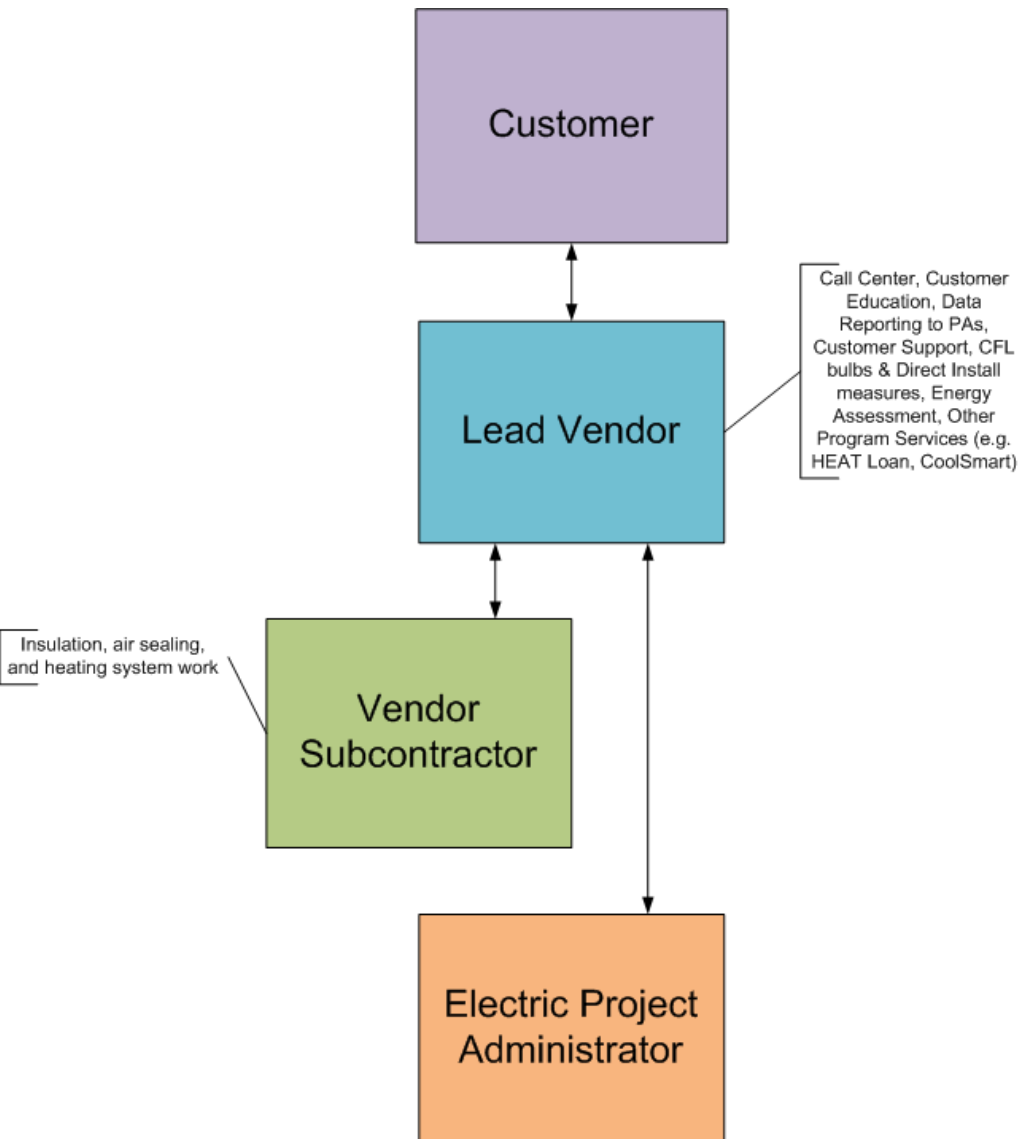 Customer
Call Center, Customer
Education, Data
Reporting to PAs,
Customer Support, CFL
bulbs & Direct Install
measures, Energy
Assessment, Other
Program Services (e.g.
HEAT Loan, CoolSmart)
Lead Vendor
Insulation, air sealing,
and heating system work
Vendor
Subcontractor
Electric Project
Administrator